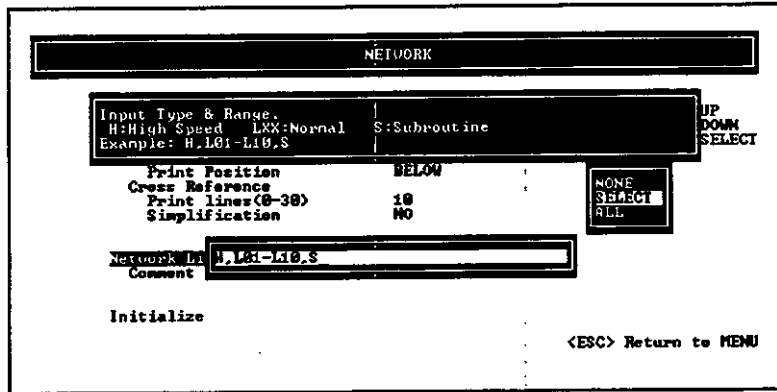 NETWORK
Input Type & Range.
H:High Speed LXX:Normal S:Subroutine
Example: H,L01-L10,S
UP
DOWN
SELECT
Print Position BELOW
Cross Reference
Print lines(0-30) 10
Simplification NO
NONE
SELECT
ALL
Network Li H,L01-L10,S
Comment
Initialize
<ESC> Return to MENU